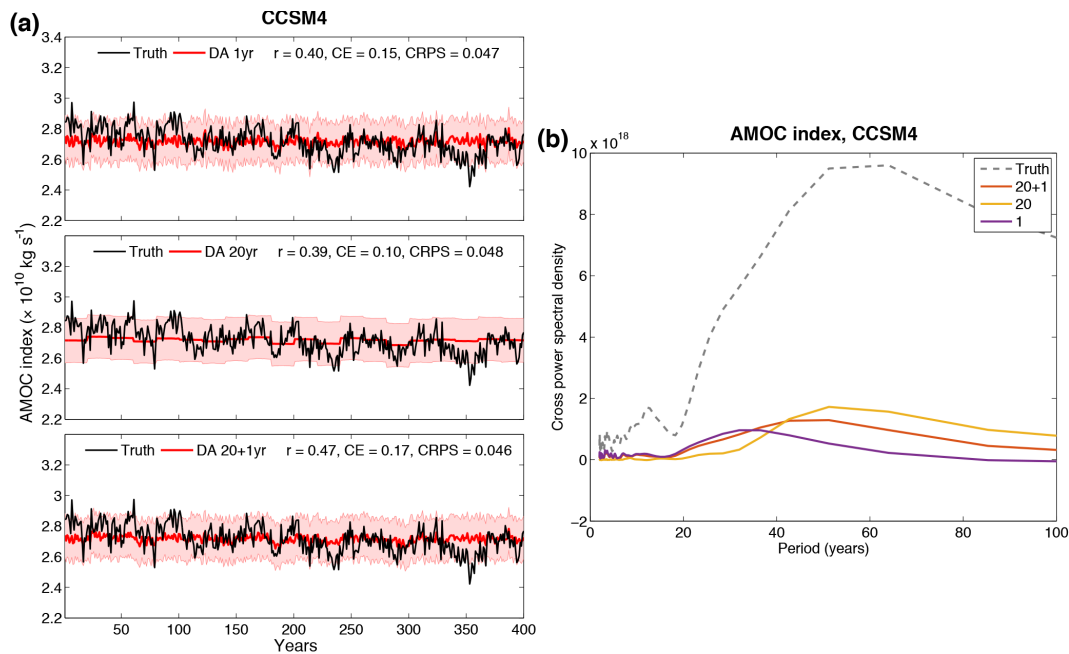 (a)
CCSM4
Truth DA 1yr r = 0.40, CE = 0.15, CRPS = 0.047
3.4
3.2
3
2.8
2.6
2.4
2.2
Truth DA 20yr r = 0.39, CE = 0.10, CRPS = 0.048
3.2
3
2.8
2.6
2.4
2.2
Truth DA 20+1yr r = 0.47, CE = 0.17, CRPS = 0.046
3.2
3
2.8
2.6
2.4
2.2
50 100 150 200 250 300 350 400
Years
AMOC index (× 10^10 kg s^-1)
(b)
AMOC index, CCSM4
x 10^18
10
8
6
4
2
0
−2
0 20 40 60 80 100
Period (years)
Cross power spectral density
Truth
20+1
20
1